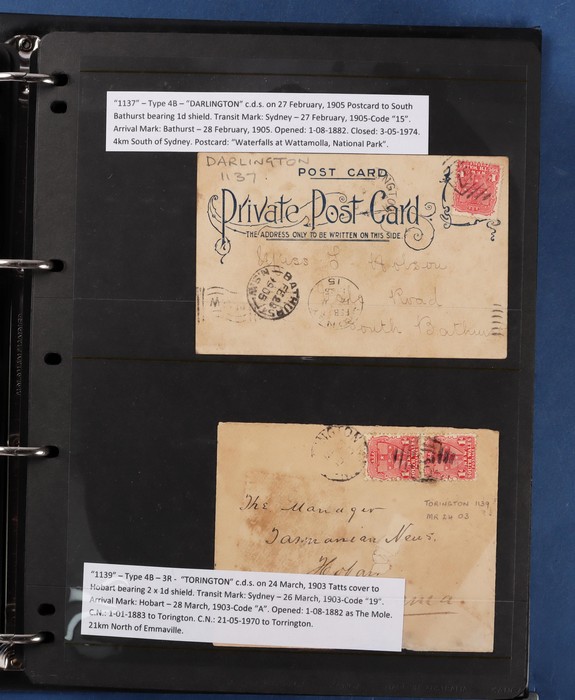 "1137" – Type 4B – "DARLINGTON" c.d.s. on 27 February, 1905 Postcard to South
Bathurst bearing 1d shield. Transit Mark: Sydney – 27 February, 1905-Code "15".
Arrival Mark: Bathurst – 28 February, 1905. Opened: 1-08-1882. Closed: 3-05-1974.
4km South of Sydney. Postcard: "Waterfalls at Wattamolla, National Park".
DARLINGTON
1137.
POST CARD
Private Post Card
THE ADDRESS ONLY TO BE WRITTEN ON THIS SIDE
Miss
Road
South
BATHURST
FE 28
1905
N.S.W
15
The Manager
Tasmanian News.
Hobart
TORINGTON 1139
MR 24 03
"1139" – Type 4B – 3R - "TORINGTON" c.d.s. on 24 March, 1903 Tatts cover to
Hobart bearing 2 x 1d shield. Transit Mark: Sydney – 26 March, 1903-Code "19".
Arrival Mark: Hobart – 28 March, 1903-Code "A". Opened: 1-08-1882 as The Mole.
C.N.: 1-01-1883 to Torington. C.N.: 21-05-1970 to Torrington.
21km North of Emmaville.